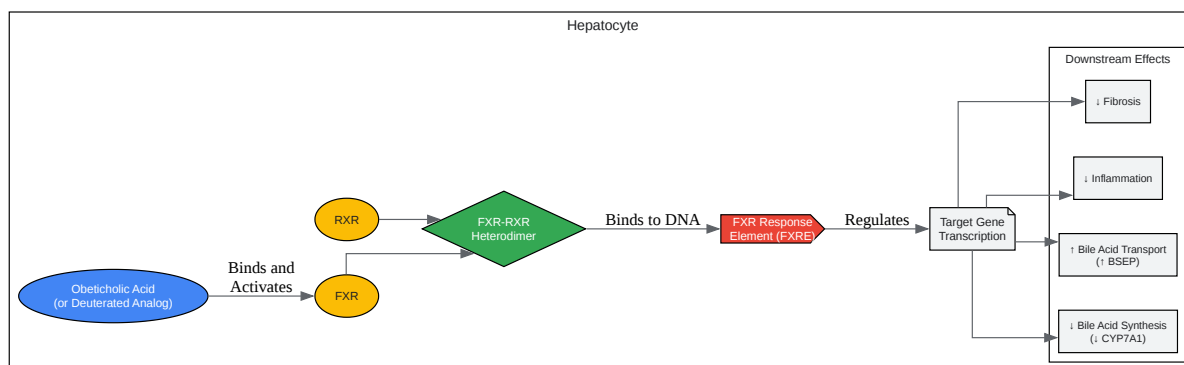 Hepatocyte
Downstream Effects
↓ Fibrosis
↓ Inflammation
RXR
FXR-RXR
Heterodimer
Binds to DNA
FXR Response
Element (FXRE)
Regulates
Target Gene
Transcription
↑ Bile Acid Transport
(↑ BSEP)
Obeticholic Acid
(or Deuterated Analog)
Binds and
Activates
FXR
↓ Bile Acid Synthesis
(↓ CYP7A1)